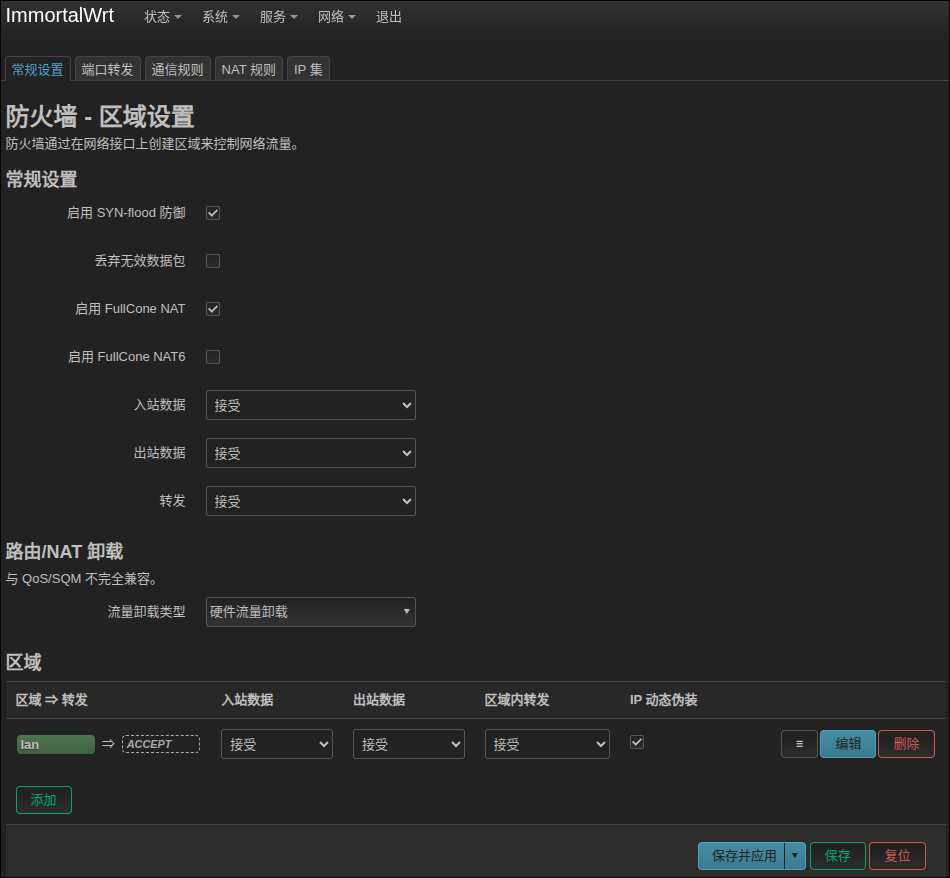 ImmortalWrt 状态 系统 服务 网络 退出
常规设置 端口转发 通信规则 NAT 规则 IP 集
防火墙 - 区域设置
防火墙通过在网络接口上创建区域来控制网络流量。
常规设置
启用 SYN-flood 防御
丢弃无效数据包
启用 FullCone NAT
启用 FullCone NAT6
入站数据 接受
出站数据 接受
转发 接受
路由/NAT 卸载
与 QoS/SQM 不完全兼容。
流量卸载类型 硬件流量卸载
区域
区域 ⇒ 转发 入站数据 出站数据 区域内转发 IP 动态伪装
lan ⇒ ACCEPT 接受 接受 接受 ≡ 编辑 删除
添加
保存并应用 保存 复位